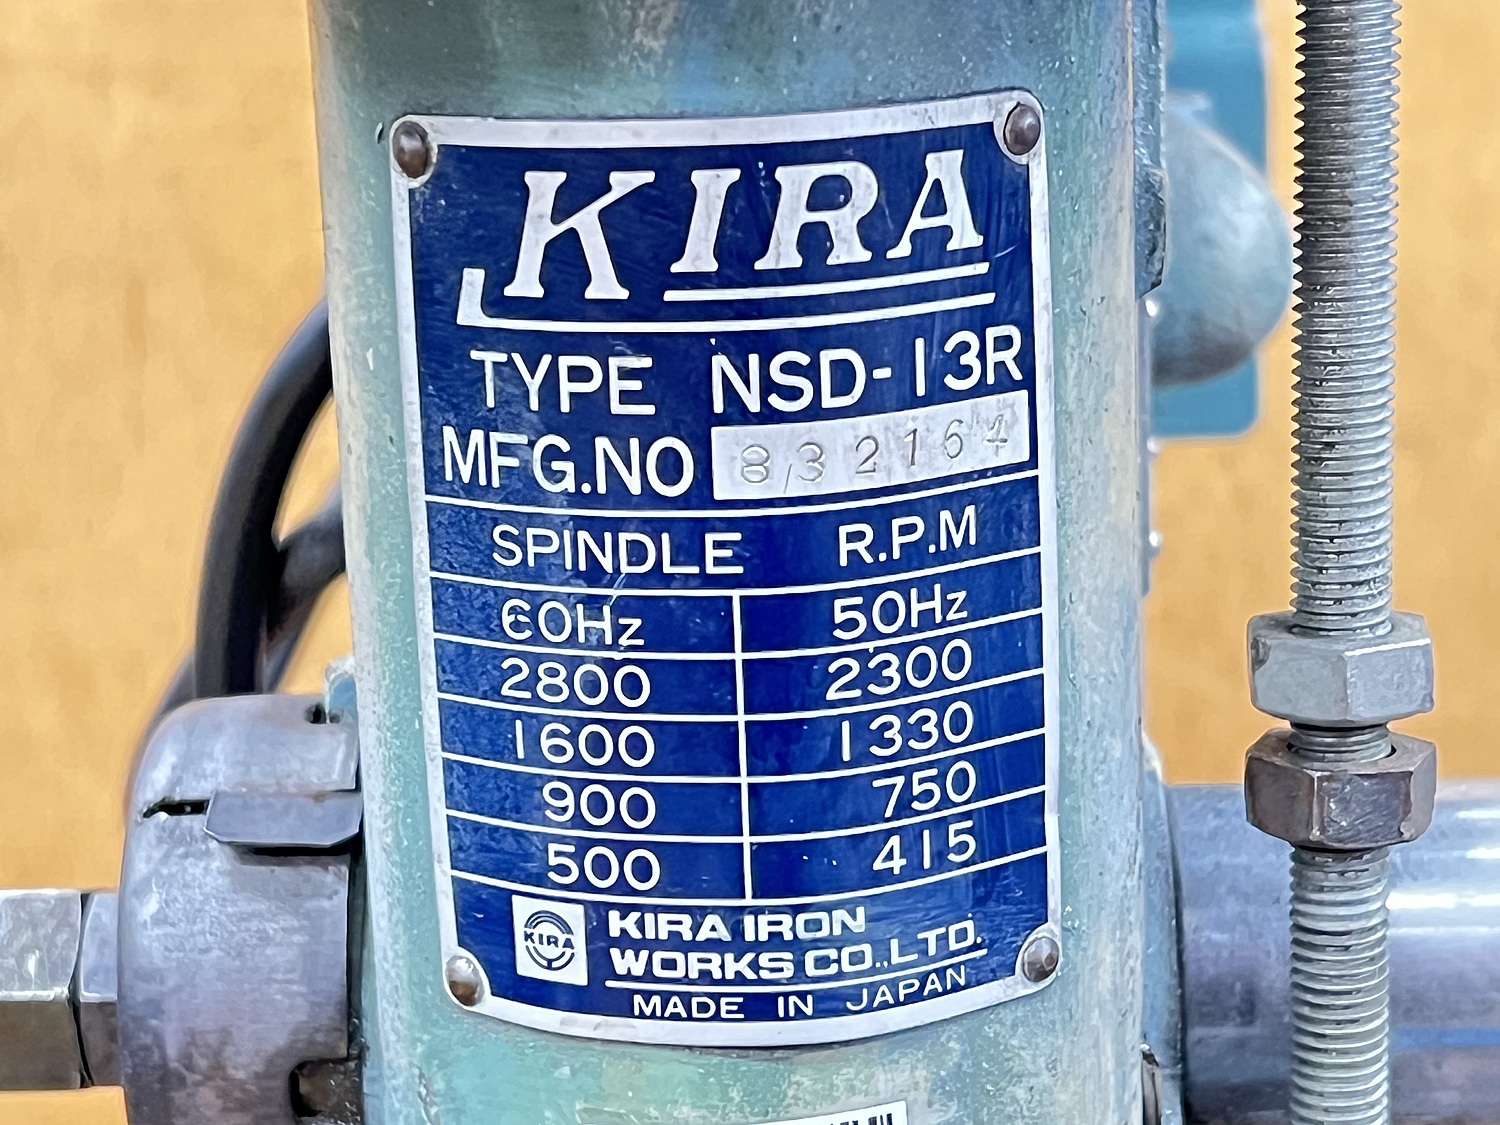 KIRA
TYPE NSD-13R
MFG.NO 832164
SPINDLE R.P.M
60Hz 50Hz
2800 2300
1600 1330
900 750
500 415
KIRA
KIRA IRON
WORKS CO.,LTD.
MADE IN JAPAN